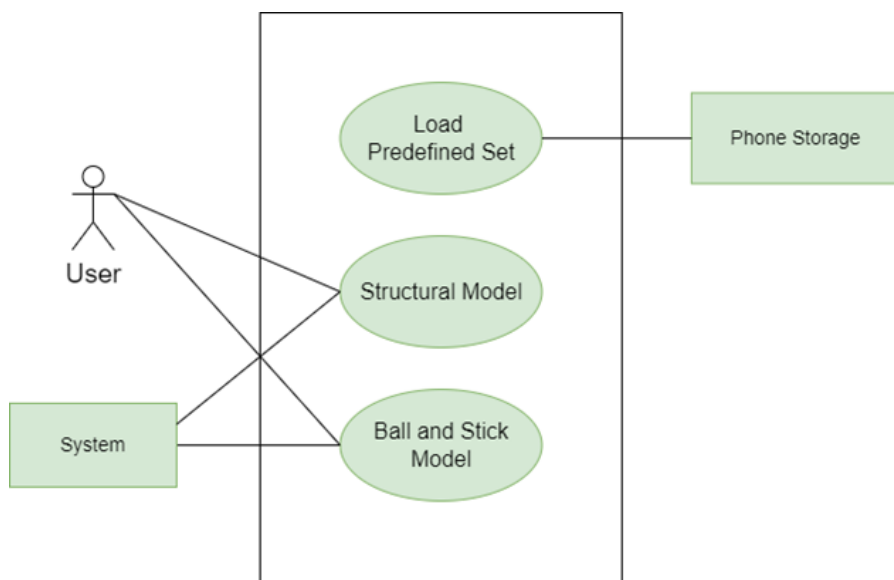 Load
Predefined Set
Phone Storage
User
Structural Model
System
Ball and Stick
Model